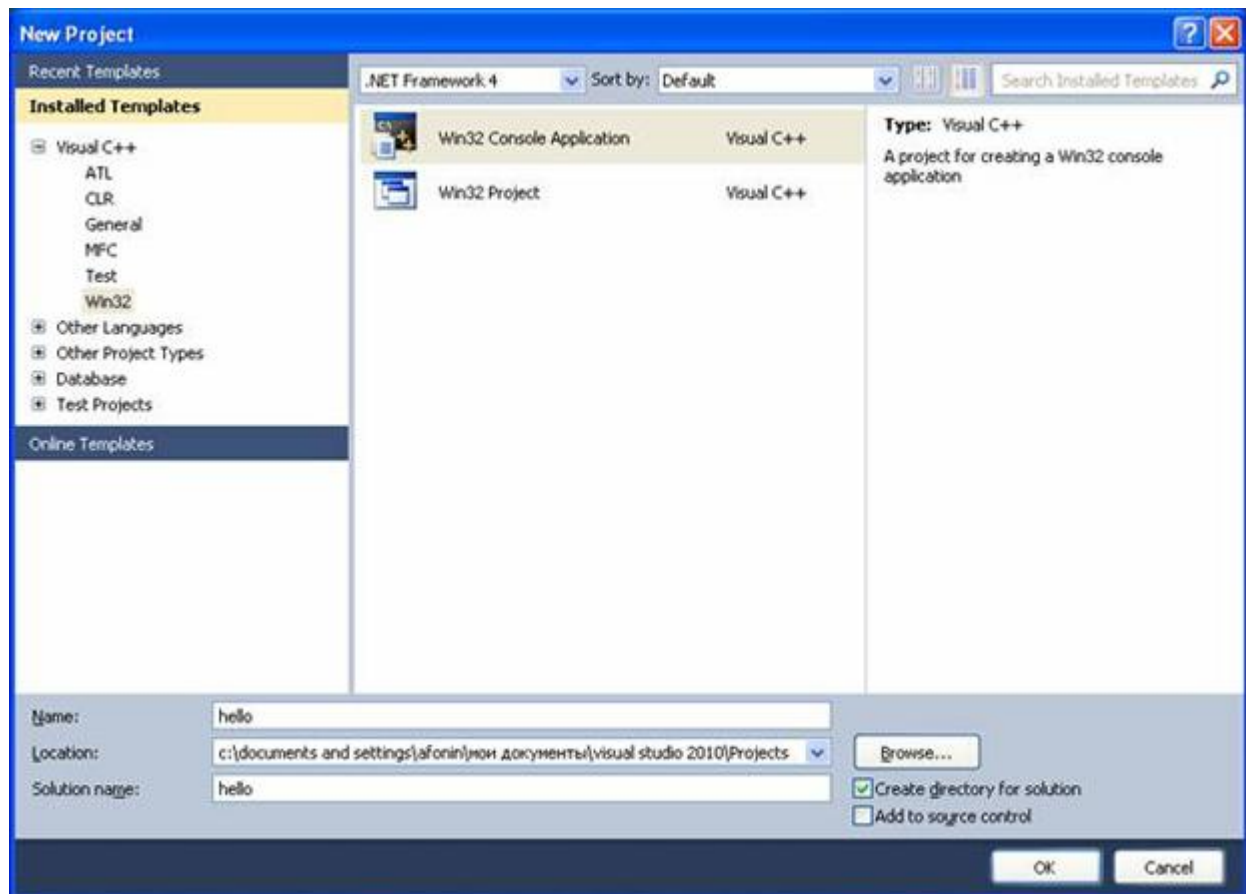 New Project
Recent Templates
.NET Framework 4
Sort by: Default
Search Installed Templates
Installed Templates
Visual C++
ATL
CLR
General
MFC
Test
Win32
Other Languages
Other Project Types
Database
Test Projects
Online Templates
Win32 Console Application Visual C++
Win32 Project Visual C++
Type: Visual C++
A project for creating a Win32 console
application
Name: hello
Location: c:\documents and settings\afonin\мои документы\visual studio 2010\Projects
Browse...
Solution name: hello
Create directory for solution
Add to source control
OK Cancel